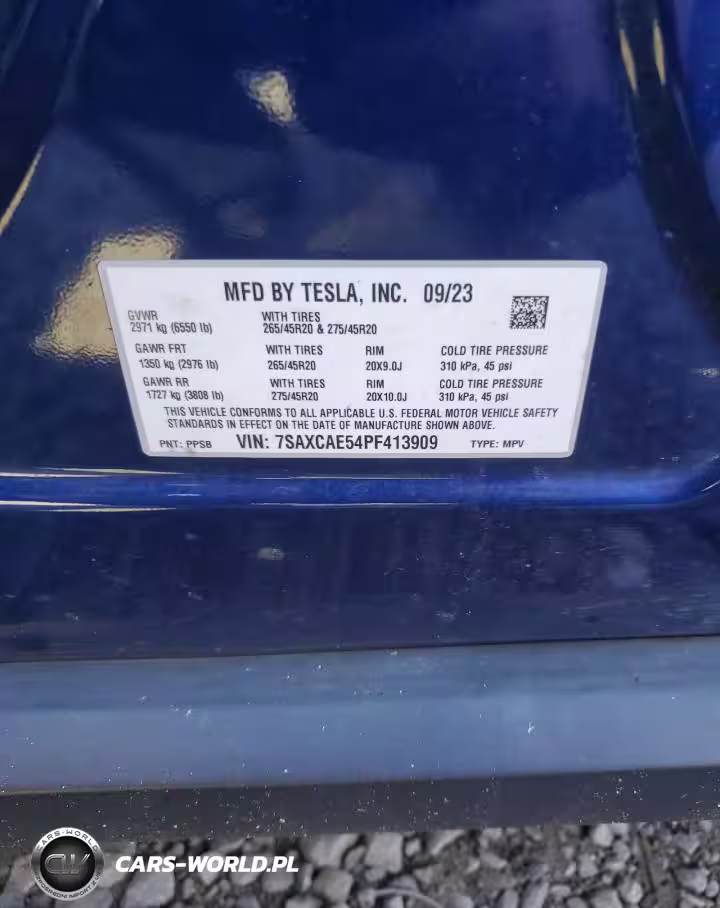 MFD BY TESLA, INC. 09/23
GVWR WITH TIRES
2971 kg (6550 lb) 265/45R20 & 275/45R20
GAWR FRT WITH TIRES RIM COLD TIRE PRESSURE
1350 kg (2976 lb) 265/45R20 20X9.0J 310 kPa, 45 psi
GAWR RR WITH TIRES RIM COLD TIRE PRESSURE
1727 kg (3808 lb) 275/45R20 20X10.0J 310 kPa, 45 psi
THIS VEHICLE CONFORMS TO ALL APPLICABLE U.S. FEDERAL MOTOR VEHICLE SAFETY
STANDARDS IN EFFECT ON THE DATE OF MANUFACTURE SHOWN ABOVE.
PNT: PPSB VIN: 7SAXCAE54PF413909 TYPE: MPV
CARS-WORLD
CW
CARS-WORLD.PL